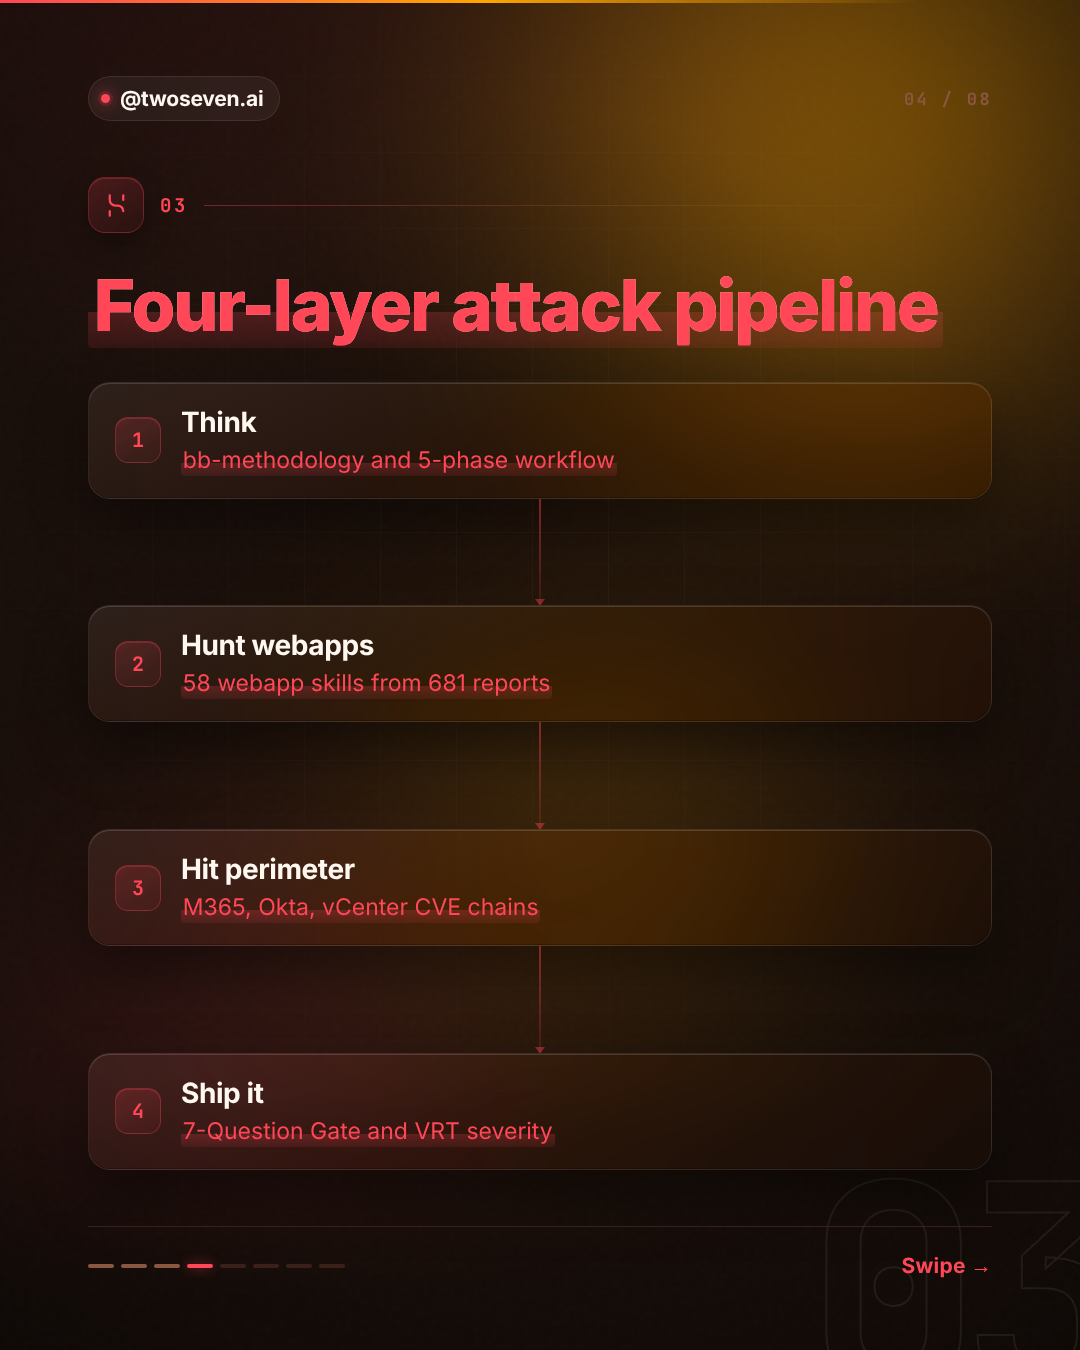 @twoseven.ai
04 / 08
03
Four-layer attack pipeline
1
Think
bb-methodology and 5-phase workflow
2
Hunt webapps
58 webapp skills from 681 reports
3
Hit perimeter
M365, Okta, vCenter CVE chains
4
Ship it
7-Question Gate and VRT severity
Swipe →
03